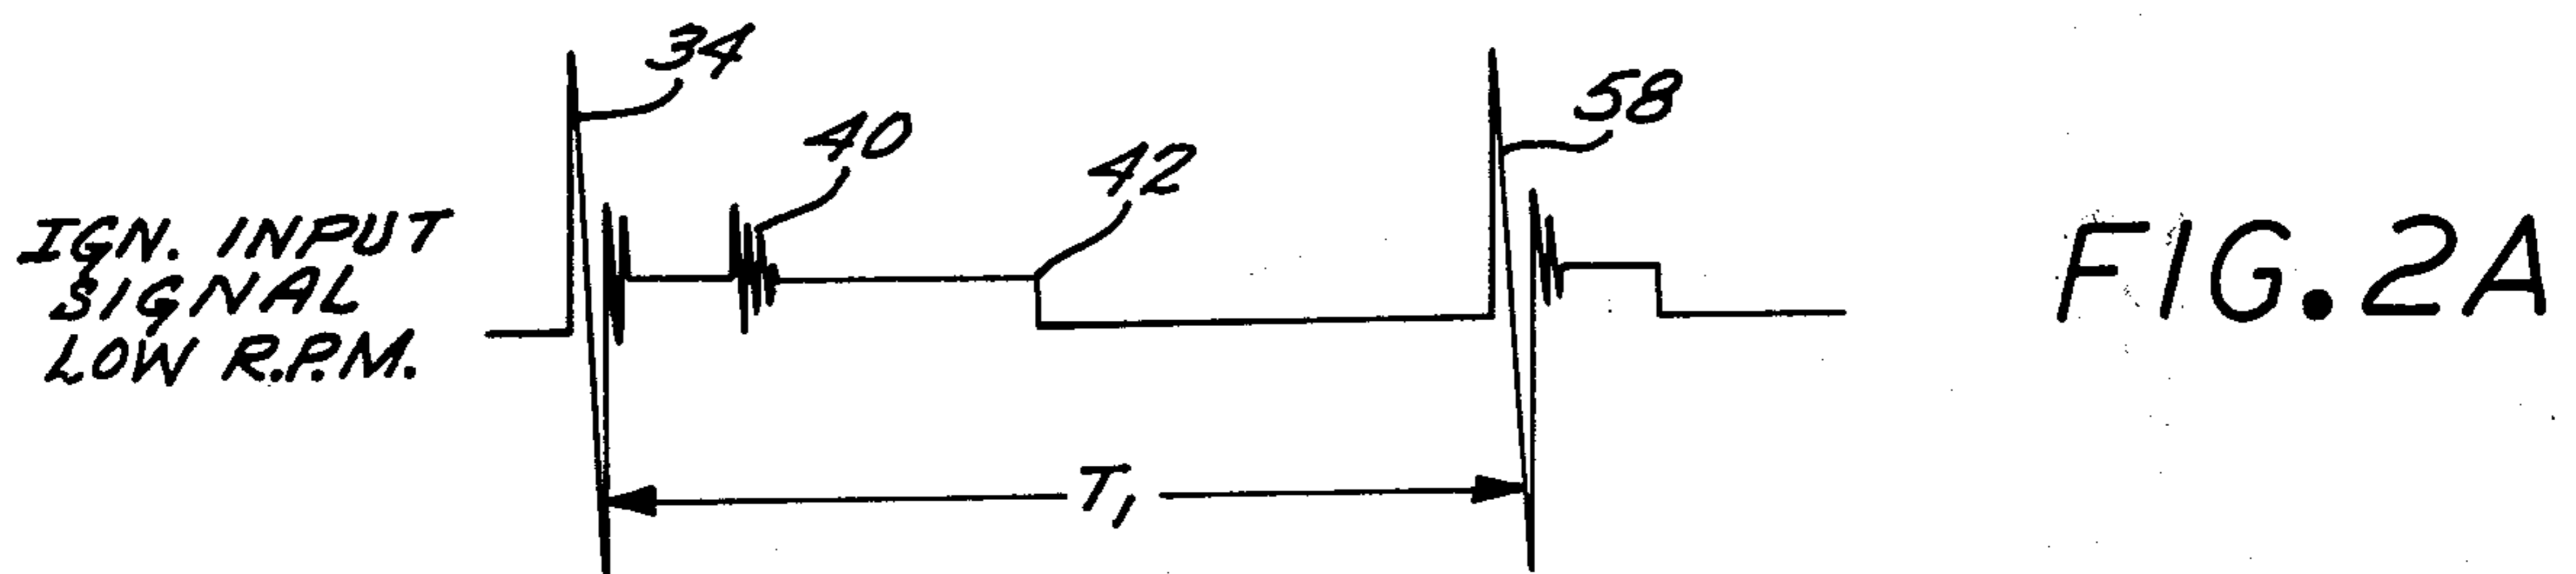 34
58
40
42
IGN. INPUT
SIGNAL
LOW R.P.M.
FIG. 2A
T1